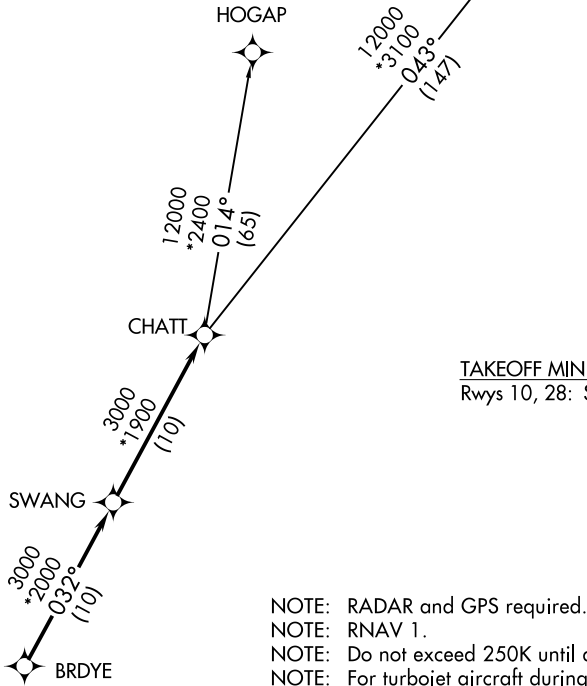 HOGAP
12000
*3100
043°
(147)
12000
*2400
014°
(65)
CHATT
3000
*1900
(10)
TAKEOFF MIN
Rwys 10, 28:
SWANG
3000
*2000
032°
(10)
BRDYE
NOTE: RADAR and GPS required.
NOTE: RNAV 1.
NOTE: Do not exceed 250K until
NOTE: For turbojet aircraft during